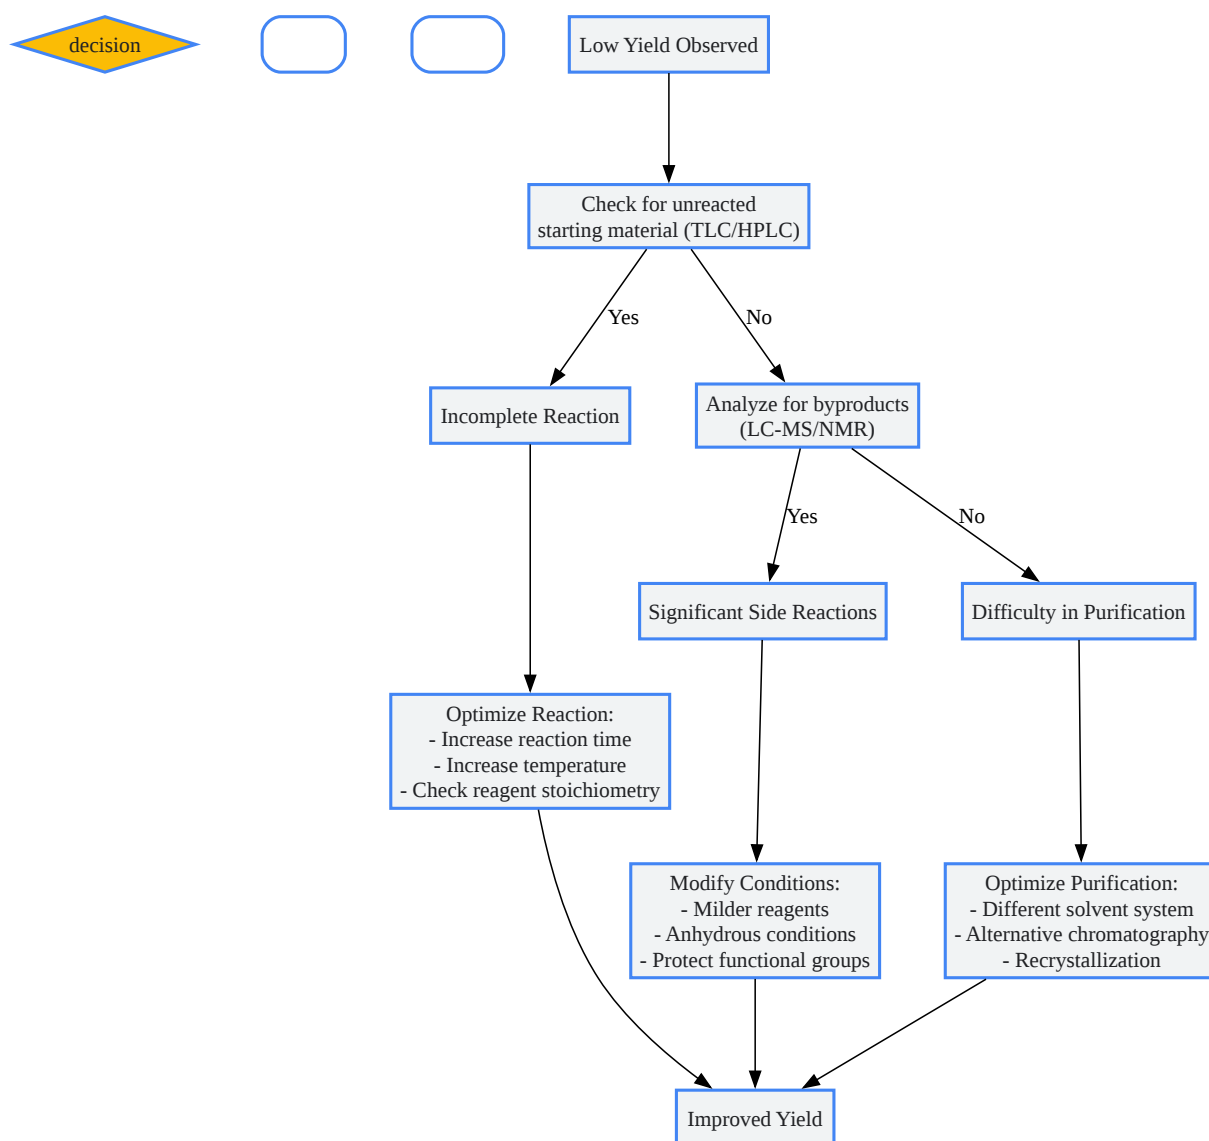 decision
Low Yield Observed
Check for unreacted
starting material (TLC/HPLC)
Yes
No
Incomplete Reaction
Analyze for byproducts
(LC-MS/NMR)
Yes
No
Significant Side Reactions
Difficulty in Purification
Optimize Reaction:
- Increase reaction time
- Increase temperature
- Check reagent stoichiometry
Modify Conditions:
- Milder reagents
- Anhydrous conditions
- Protect functional groups
Optimize Purification:
- Different solvent system
- Alternative chromatography
- Recrystallization
Improved Yield